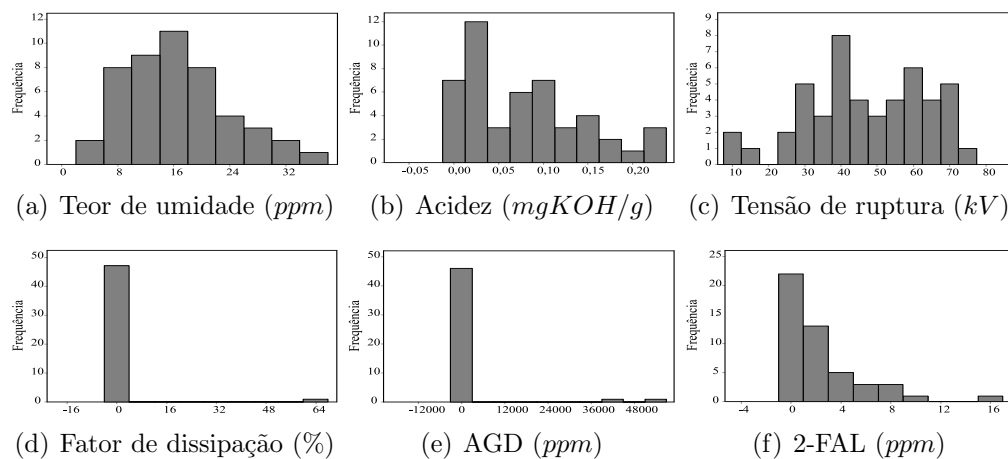 Frequência
12
10
8
6
4
2
0
0 8 16 24 32
(a) Teor de umidade (ppm)
Frequência
12
10
8
6
4
2
0
-0,05 0,00 0,05 0,10 0,15 0,20
(b) Acidez (mgKOH/g)
Frequência
9
8
7
6
5
4
3
2
1
0
10 20 30 40 50 60 70 80
(c) Tensão de ruptura (kV)
Frequência
50
40
30
20
10
0
-16 0 16 32 48 64
(d) Fator de dissipação (%)
Frequência
50
40
30
20
10
0
-12000 0 12000 24000 36000 48000
(e) AGD (ppm)
Frequência
25
20
15
10
5
0
-4 0 4 8 12 16
(f) 2-FAL (ppm)